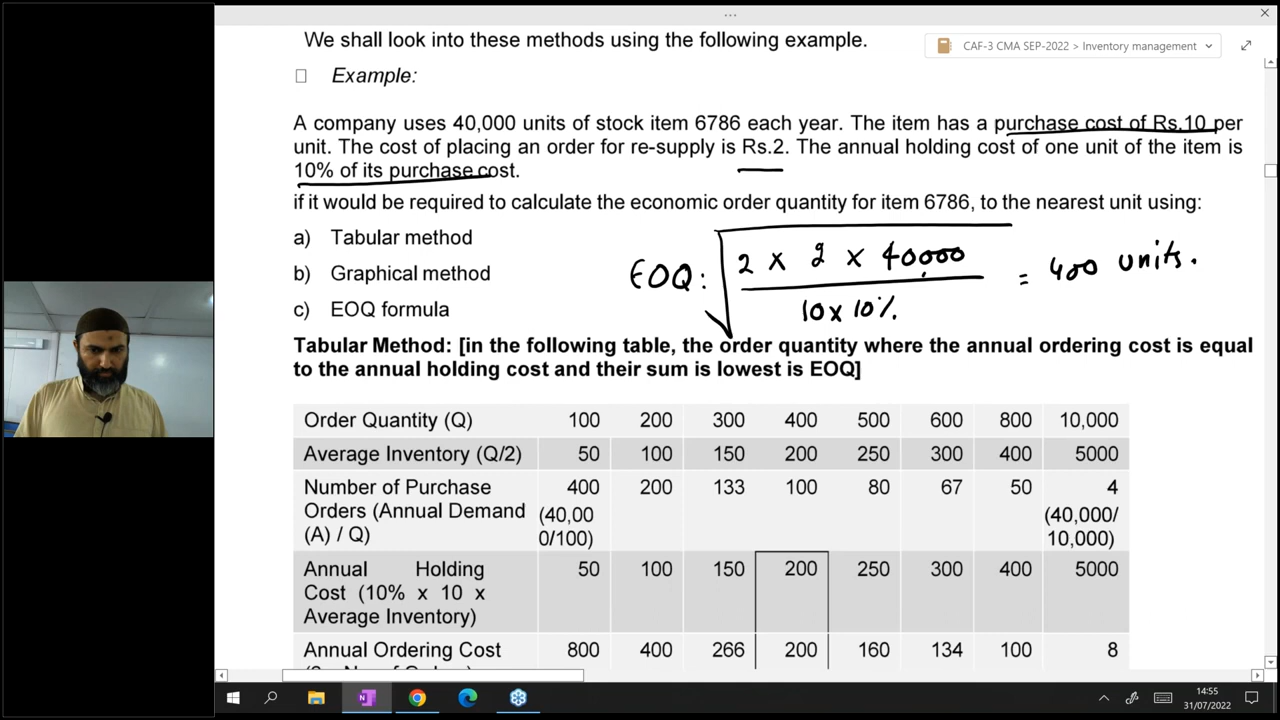 We shall look into these methods using the following example.
CAF-3 CMA SEP-2022 > Inventory management
Example:
A company uses 40,000 units of stock item 6786 each year. The item has a purchase cost of Rs.10 per
unit. The cost of placing an order for re-supply is Rs.2. The annual holding cost of one unit of the item is
10% of its purchase cost.
if it would be required to calculate the economic order quantity for item 6786, to the nearest unit using:
a) Tabular method
b) Graphical method
c) EOQ formula
EOQ: √ 2 x 2 x 40,000 = 400 units.
10 x 10%
Tabular Method: [in the following table, the order quantity where the annual ordering cost is equal
to the annual holding cost and their sum is lowest is EOQ]
Order Quantity (Q) 100 200 300 400 500 600 800 10,000
Average Inventory (Q/2) 50 100 150 200 250 300 400 5000
Number of Purchase 400 200 133 100 80 67 50 4
Orders (Annual Demand (40,00 (40,000/
(A) / Q) 0/100) 10,000)
Annual Holding 50 100 150 200 250 300 400 5000
Cost (10% x 10 x
Average Inventory)
Annual Ordering Cost 800 400 266 200 160 134 100 8
14:55
31/07/2022